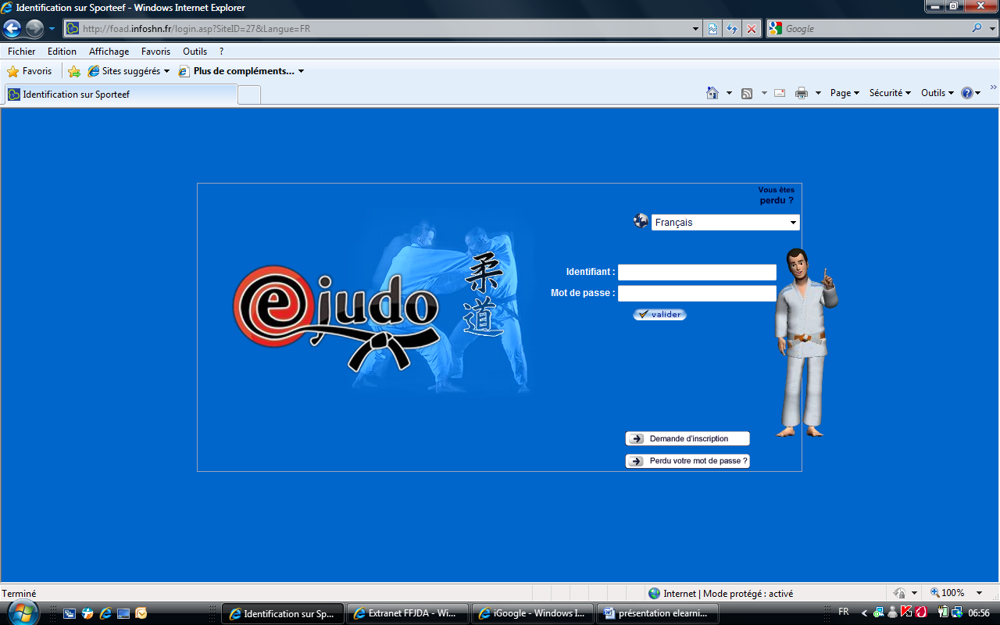 Identification sur Sporteef - Windows Internet Explorer
http://foad.infoshn.fr/login.asp?SiteID=27&Langue=FR
Google
Fichier Edition Affichage Favoris Outils ?
Favoris Sites suggérés Plus de compléments...
Identification sur Sporteef
Page Sécurité Outils
Vous êtes
perdu ?
Français
Identifiant :
Mot de passe :
valider
e judo
柔道
Demande d'inscription
Perdu votre mot de passe ?
Terminé
Internet | Mode protégé : activé
100%
Identification sur Sp...
Extranet FFJDA - Wi...
iGoogle - Windows I...
présentation elearni...
FR
06:56